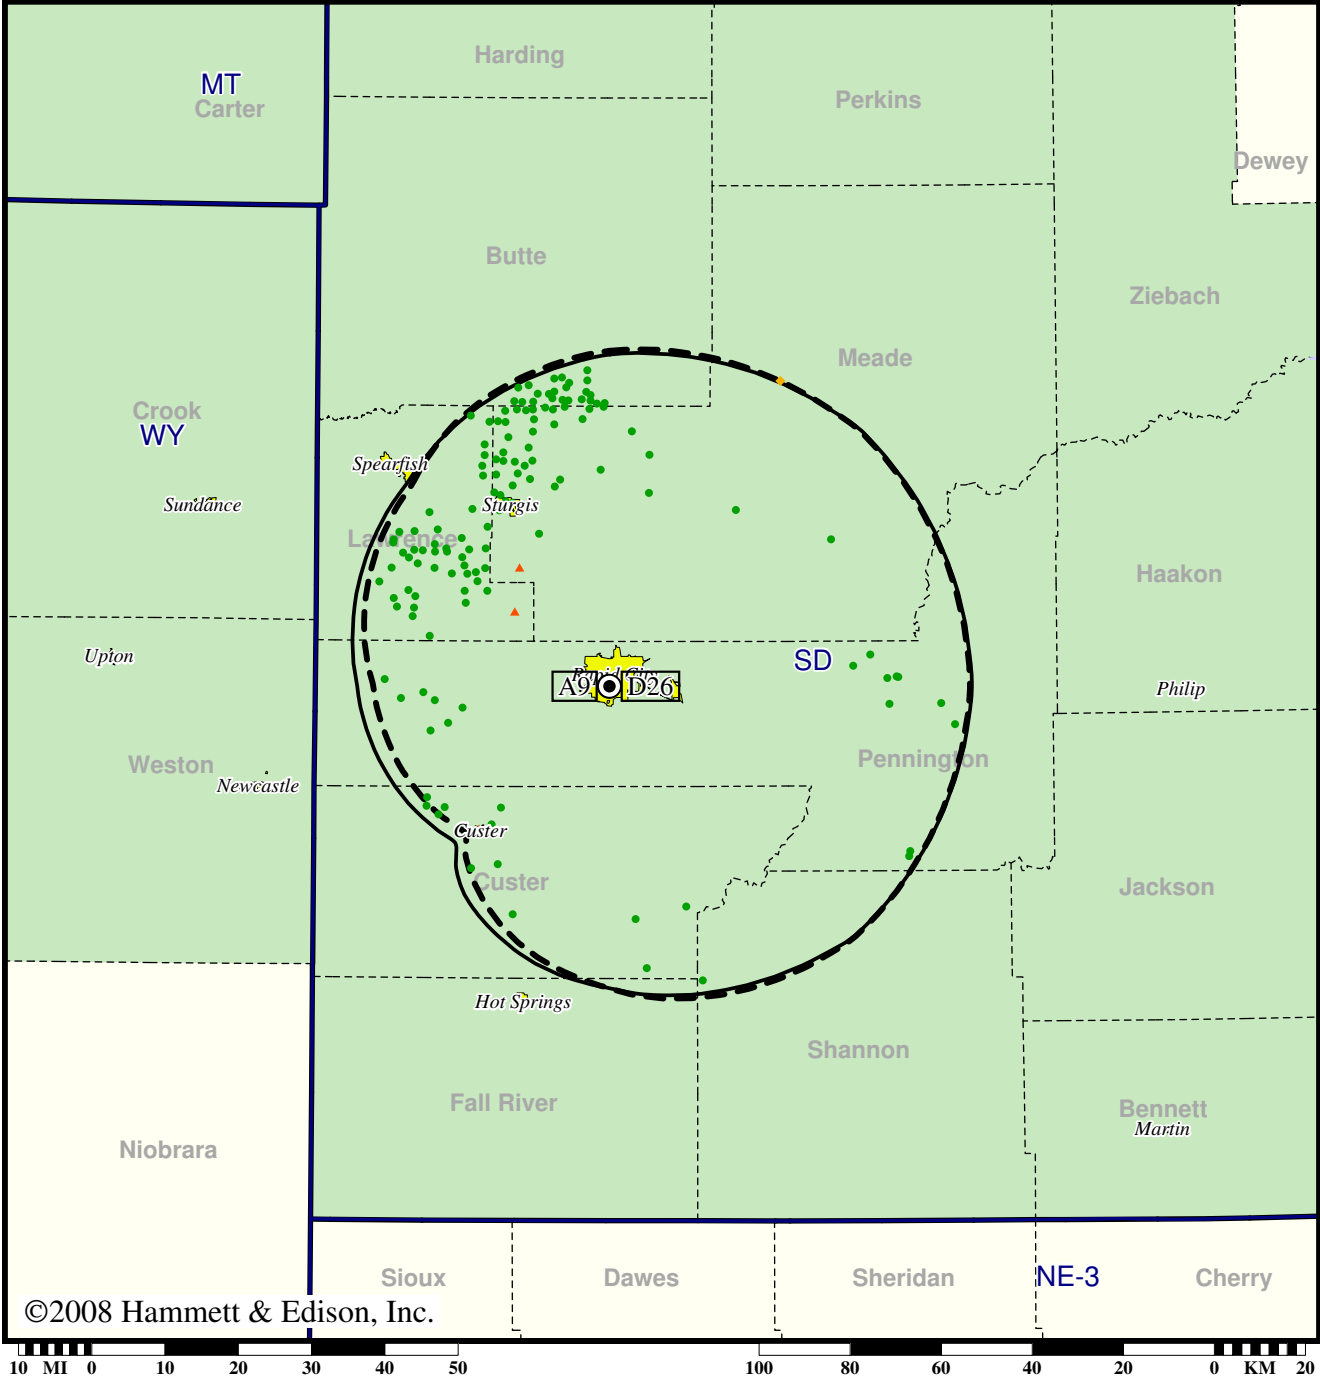 Harding
MT
Carter
Perkins
Dewey
Butte
Ziebach
Meade
Crook
WY
Spearfish
Sundance
Sturgis
Lawrence
Haakon
Upton
SD
Rapid City
A9 D26
Philip
Weston
Pennington
Newcastle
Custer
Custer
Jackson
Hot Springs
Shannon
Fall River
Bennett
Martin
Niobrara
Sioux
Dawes
Sheridan
NE-3
Cherry
©2008 Hammett & Edison, Inc.
10 MI 0 10 20 30 40 50 100 80 60 40 20 0 KM 20